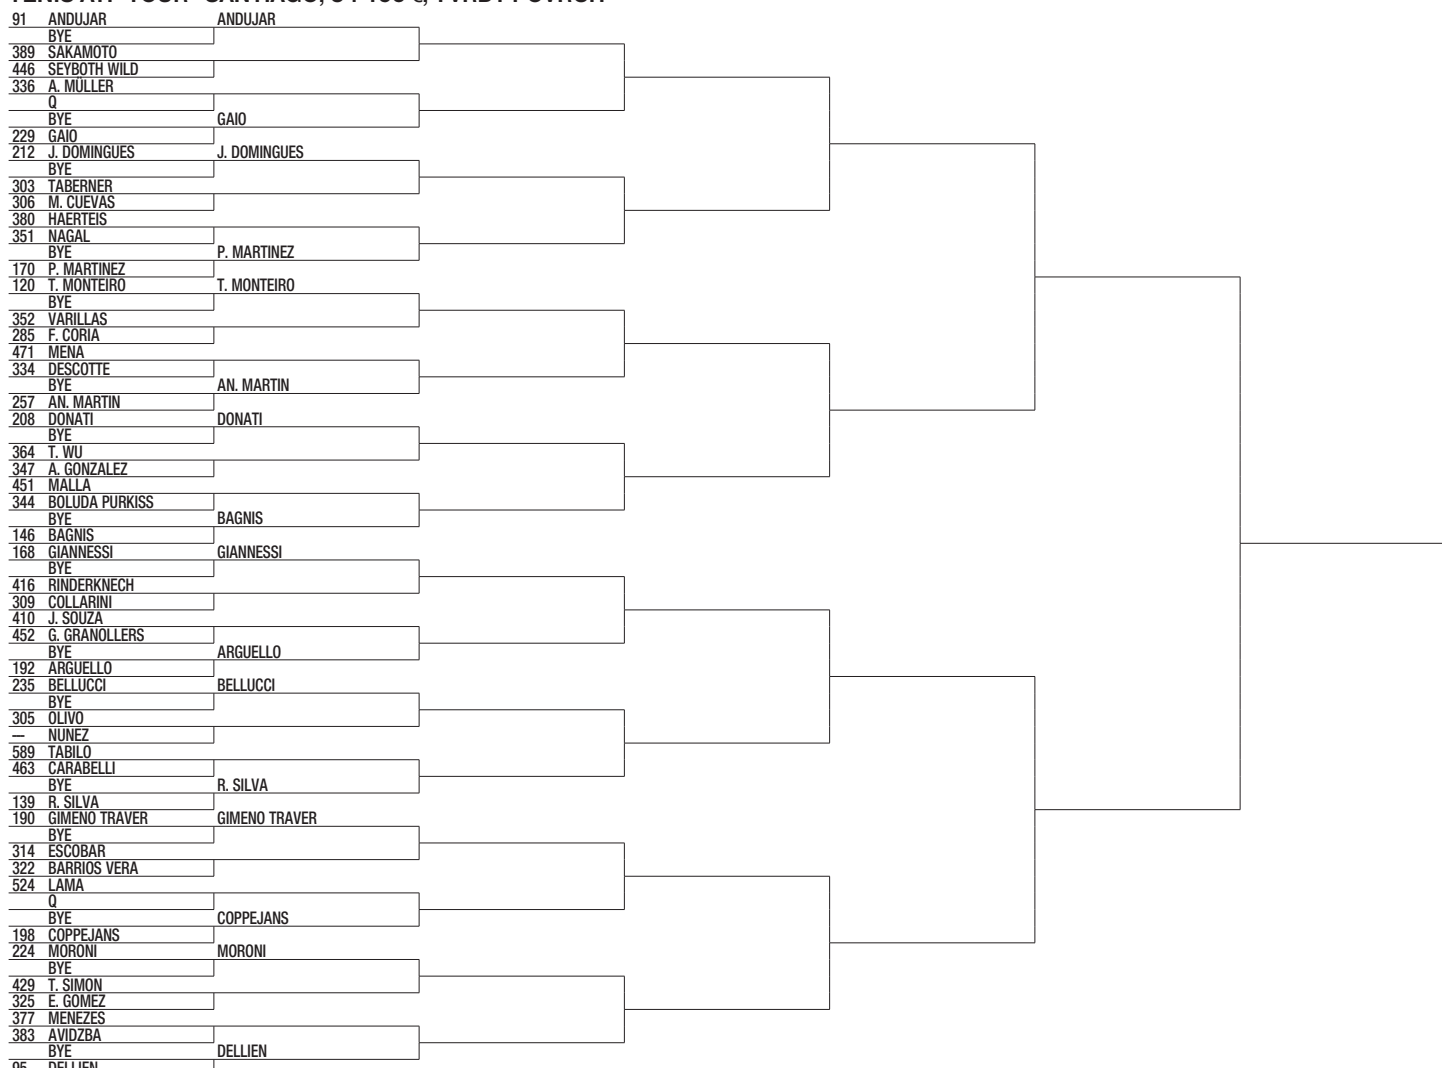 91 ANDUJAR ANDUJAR
BYE
389 SAKAMOTO
446 SEYBOTH WILD
336 A. MÜLLER
Q
BYE GAIO
229 GAIO
212 J. DOMINGUES J. DOMINGUES
BYE
303 TABERNER
306 M. CUEVAS
380 HAERTEIS
351 NAGAL
BYE P. MARTINEZ
170 P. MARTINEZ
120 T. MONTEIRO T. MONTEIRO
BYE
352 VARILLAS
285 F. CORIA
471 MENA
334 DESCOTTE
BYE AN. MARTIN
257 AN. MARTIN
208 DONATI DONATI
BYE
364 T. WU
347 A. GONZALEZ
451 MALLA
344 BOLUDA PURKISS
BYE BAGNIS
146 BAGNIS
168 GIANNESSI GIANNESSI
BYE
416 RINDERKNECH
309 COLLARINI
410 J. SOUZA
452 G. GRANOLLERS
BYE ARGUELLO
192 ARGUELLO
235 BELLUCCI BELLUCCI
BYE
305 OLIVO
— NUNEZ
589 TABILO
463 CARABELLI
BYE R. SILVA
139 R. SILVA
190 GIMENO TRAVER GIMENO TRAVER
BYE
314 ESCOBAR
322 BARRIOS VERA
524 LAMA
Q
BYE COPPEJANS
198 COPPEJANS
224 MORONI MORONI
BYE
429 T. SIMON
325 E. GOMEZ
377 MENEZES
383 AVIDZBA
BYE DELLIEN
95 DELLIEN